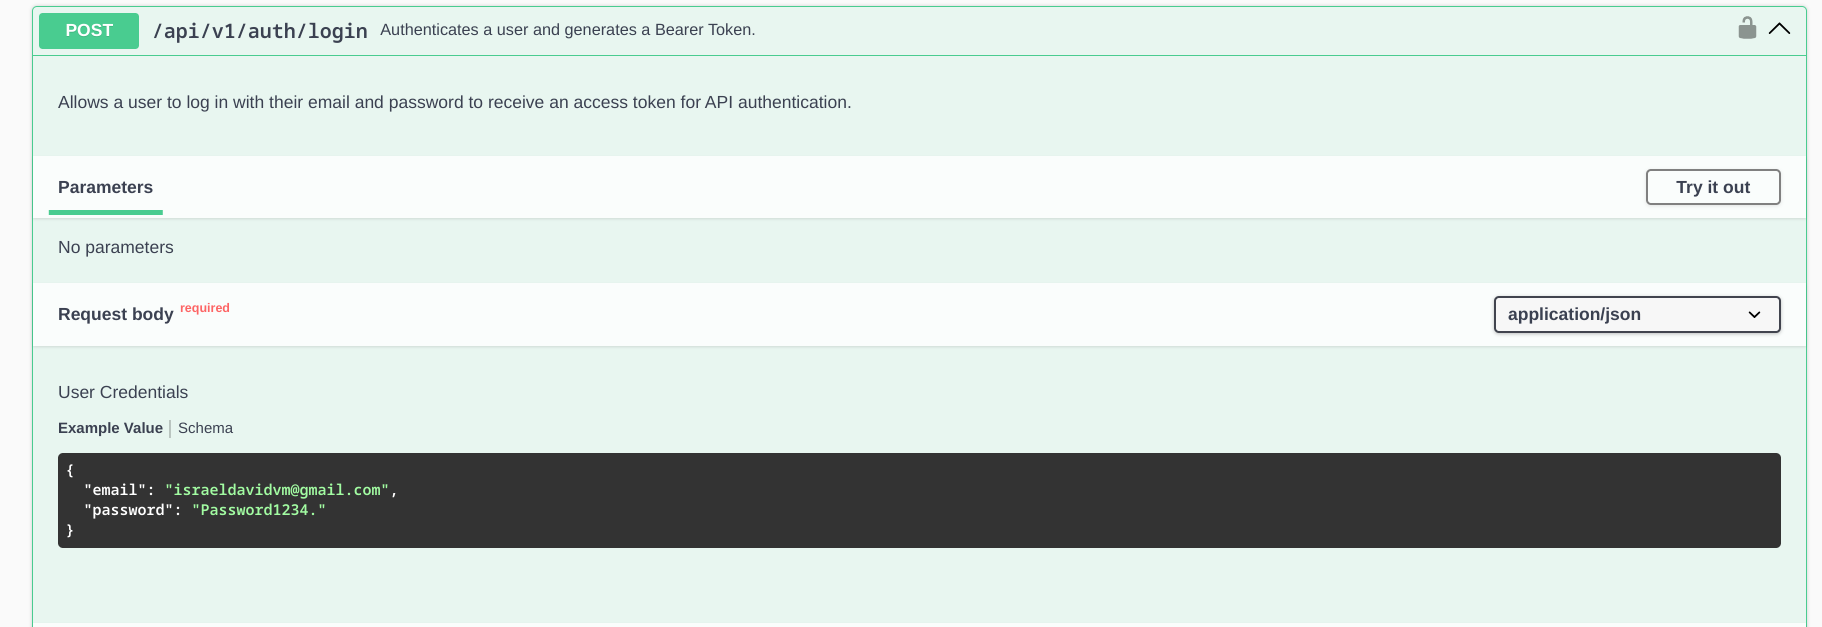 POST /api/v1/auth/login Authenticates a user and generates a Bearer Token.
Allows a user to log in with their email and password to receive an access token for API authentication.
Parameters
Try it out
No parameters
Request body required
application/json
User Credentials
Example Value | Schema
{
  "email": "israeldavidvm@gmail.com",
  "password": "Password1234."
}